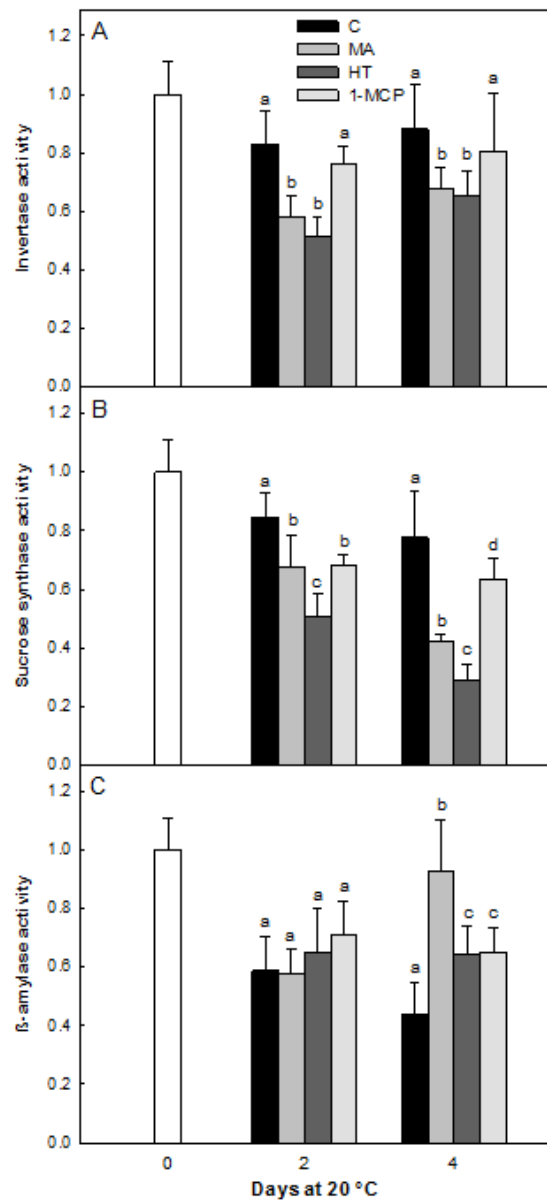 A
C
MA
HT
1-MCP
1.2
1.0
0.8
0.6
0.4
0.2
0.0
Invertase activity
a
b
b
a
a
b
b
a
B
1.2
1.0
0.8
0.6
0.4
0.2
0.0
Sucrose synthase activity
a
b
c
b
a
b
c
d
C
1.2
1.0
0.8
0.6
0.4
0.2
0.0
ß-amylase activity
a
a
a
a
a
b
c
c
0 2 4
Days at 20 ºC